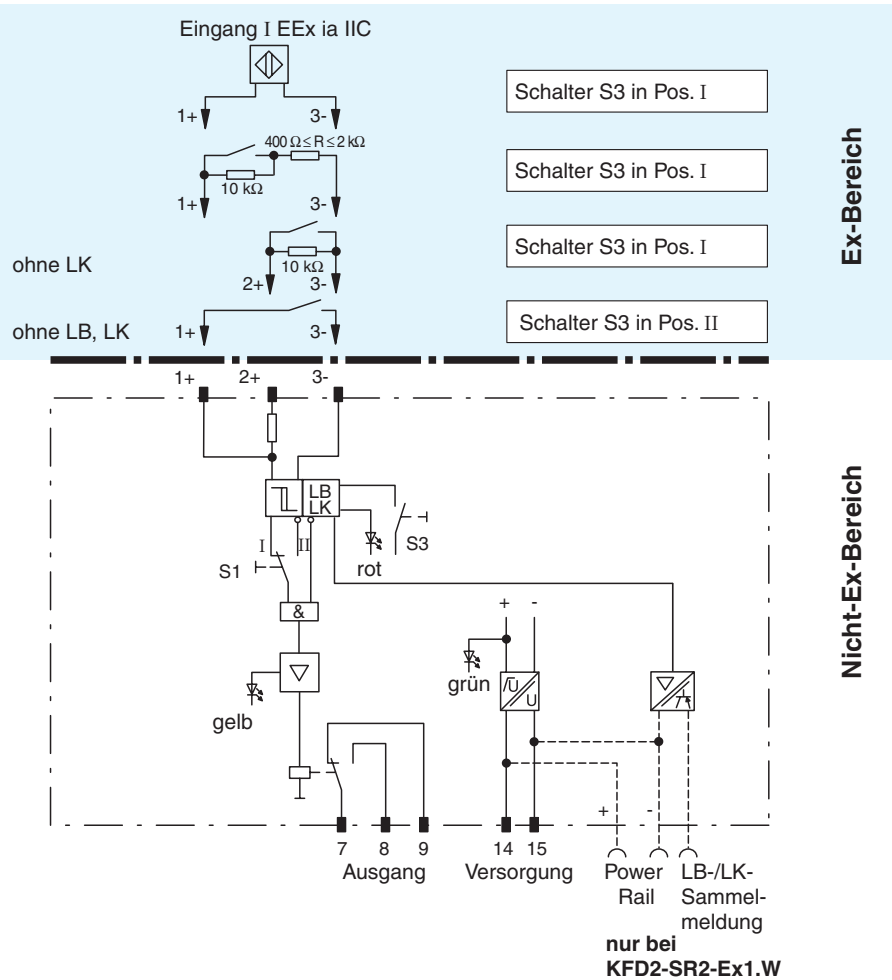 Eingang I EEx ia IIC
1+ 3-
Schalter S3 in Pos. I
400 Ω ≤ R ≤ 2 kΩ
10 kΩ
1+ 3-
Schalter S3 in Pos. I
ohne LK
10 kΩ
2+ 3-
Schalter S3 in Pos. I
ohne LB, LK
1+ 3-
Schalter S3 in Pos. II
Ex-Bereich
1+ 2+ 3-
LB
LK
I II
S1
rot
S3
&
+ -
gelb
grün
U
U
+ -
7 8 9
Ausgang
14 15
Versorgung
Power
Rail
LB-/LK-
Sammel-
meldung
nur bei
KFD2-SR2-Ex1.W
Nicht-Ex-Bereich